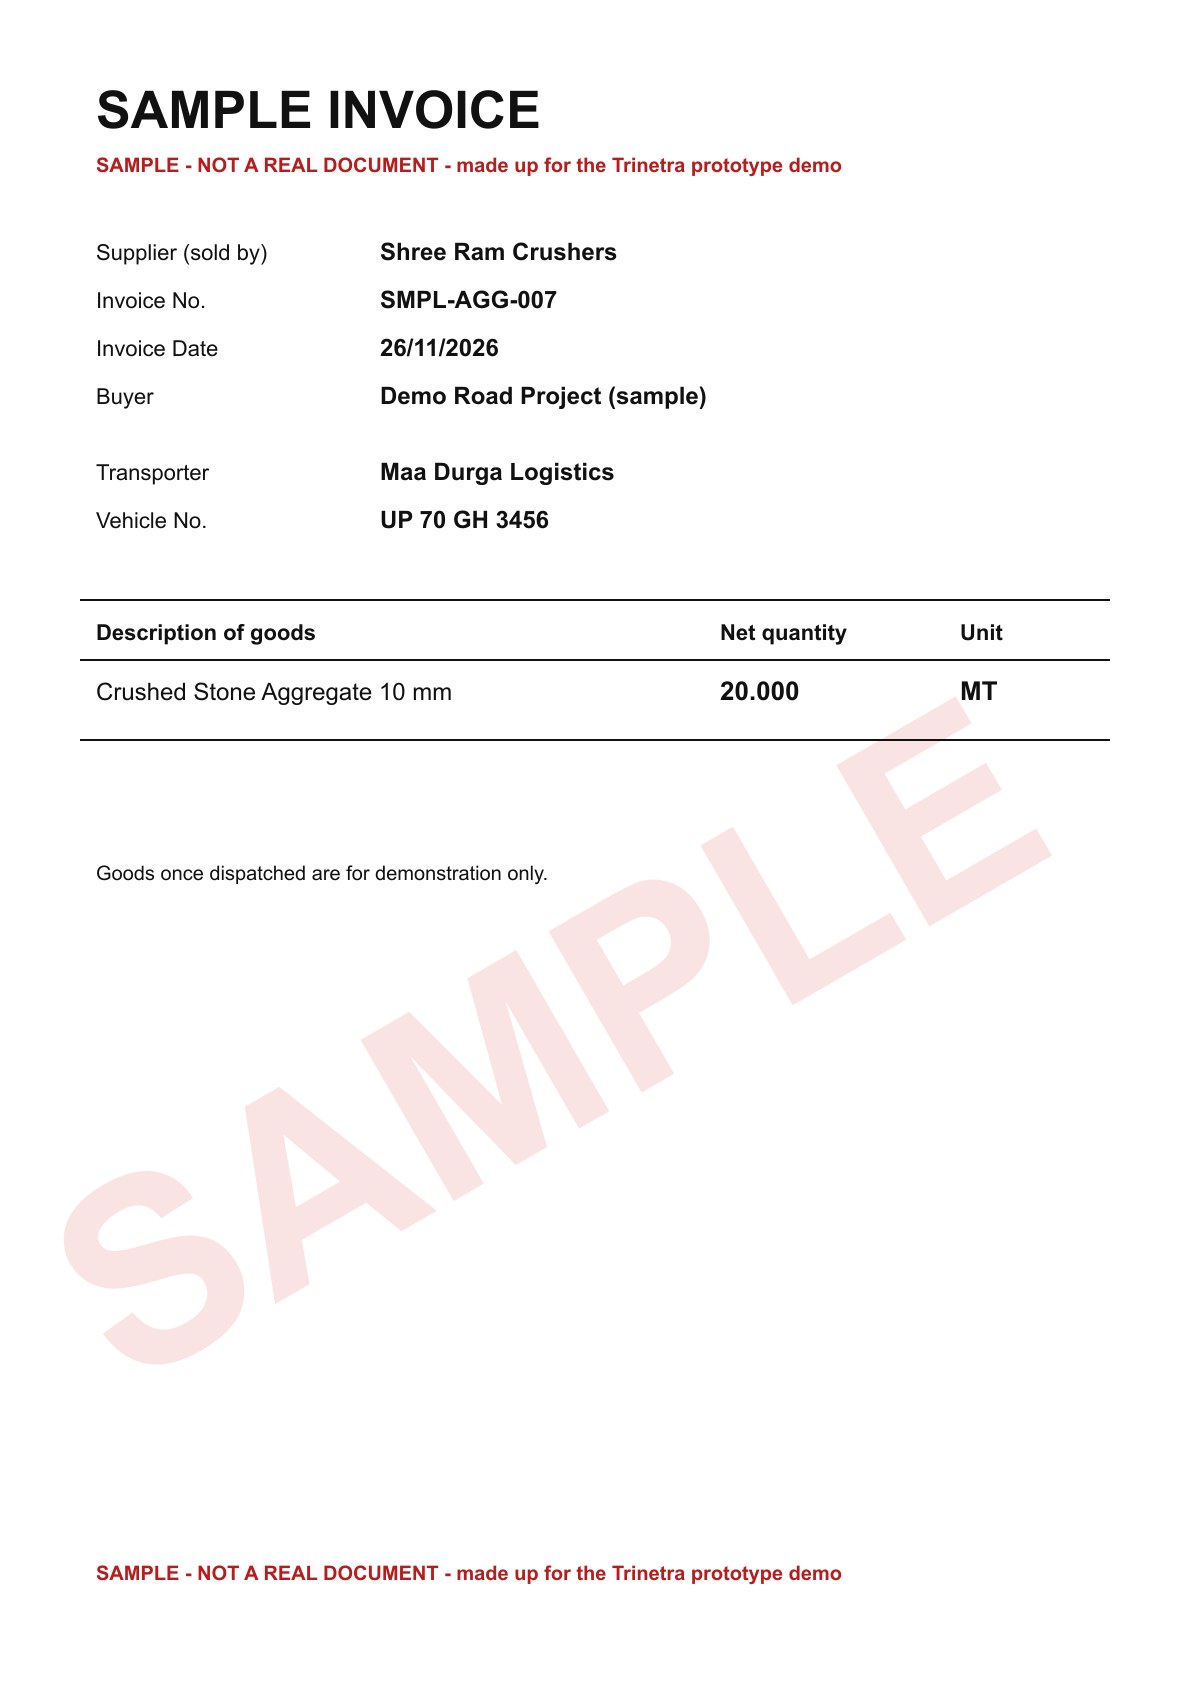 SAMPLE INVOICE
SAMPLE - NOT A REAL DOCUMENT - made up for the Trinetra prototype demo
Supplier (sold by) Shree Ram Crushers
Invoice No. SMPL-AGG-007
Invoice Date 26/11/2026
Buyer Demo Road Project (sample)
Transporter Maa Durga Logistics
Vehicle No. UP 70 GH 3456
Description of goods Net quantity Unit
Crushed Stone Aggregate 10 mm 20.000 MT
Goods once dispatched are for demonstration only.
SAMPLE
SAMPLE - NOT A REAL DOCUMENT - made up for the Trinetra prototype demo